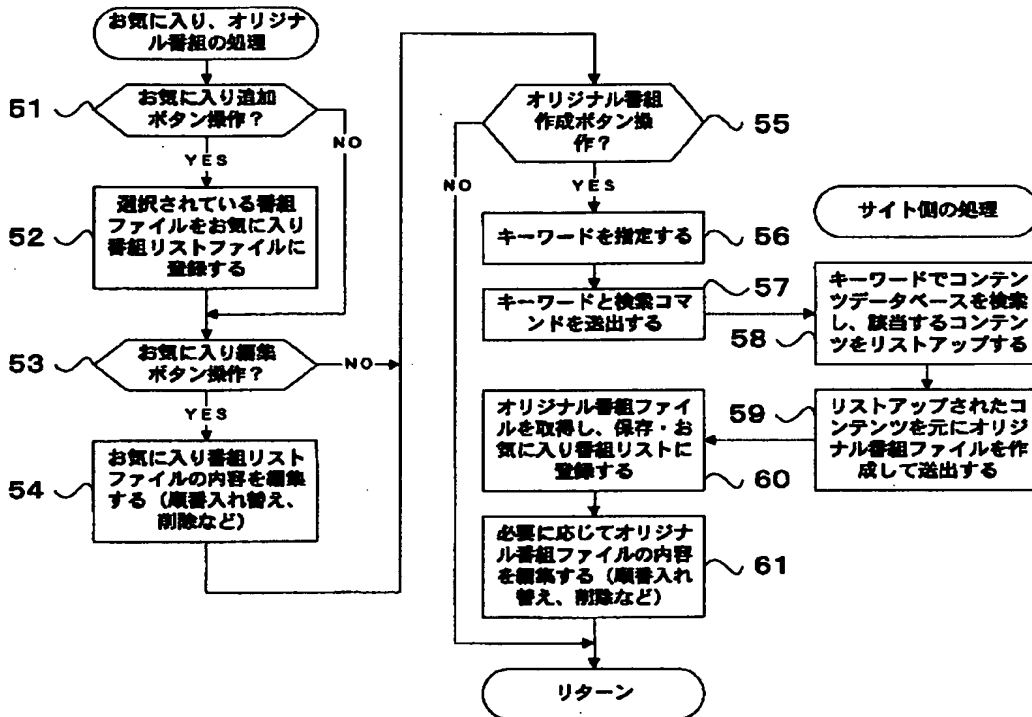 お気に入り、オリジナ
ル番組の処理
51
お気に入り追加
ボタン操作?
NO
YES
52
選択されている番組
ファイルをお気に入り
番組リストファイルに
登録する
53
お気に入り編集
ボタン操作?
NO
YES
54
お気に入り番組リスト
ファイルの内容を編集
する(順番入れ替え、
削除など)
オリジナル番組
作成ボタン操
作?
55
NO
YES
キーワードを指定する
56
キーワードと検索コマ
ンドを送出する
57
サイト側の処理
キーワードでコンテン
ツデータベースを検索
し、該当するコンテン
ツをリストアップする
58
59
リストアップされたコ
ンテンツを元にオリジ
ナル番組ファイルを作
成して送出する
オリジナル番組ファイ
ルを取得し、保存・お
気に入り番組リストに
登録する
60
必要に応じてオリジナ
ル番組ファイルの内容
を編集する(順番入れ
替え、削除など)
61
リターン